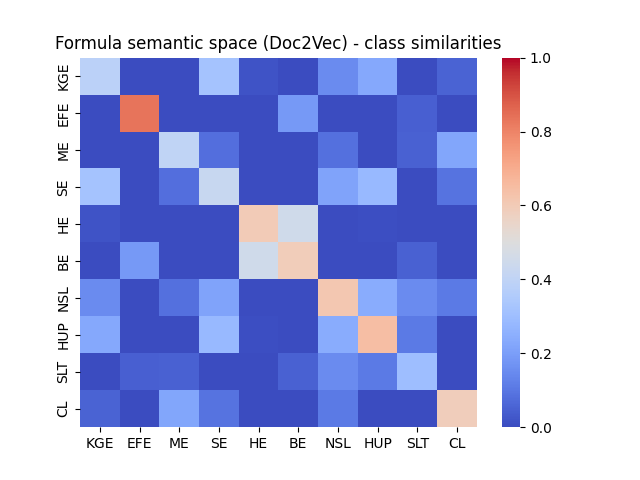 Formula semantic space (Doc2Vec) - class similarities
KGE
EFE
ME
SE
HE
BE
NSL
HUP
SLT
CL
KGE EFE ME SE HE BE NSL HUP SLT CL
1.0
0.8
0.6
0.4
0.2
0.0